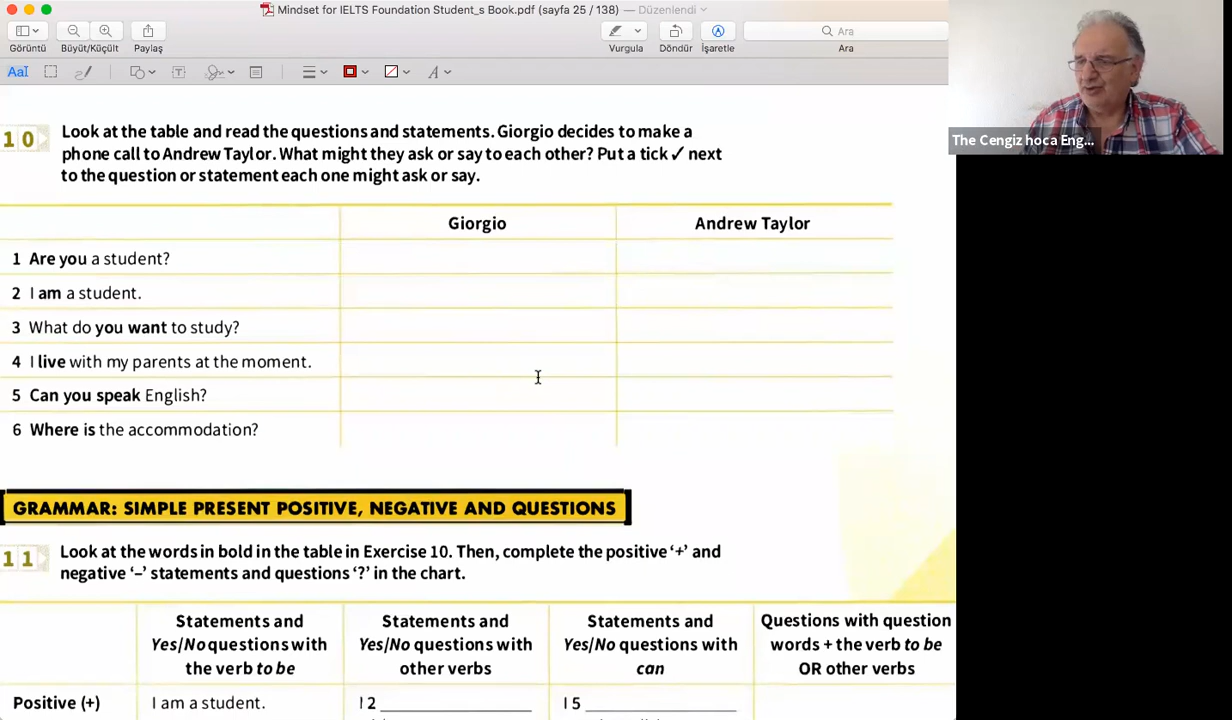 Mindset for IELTS Foundation Student_s Book.pdf (sayfa 25 / 138) — Düzenlendi
Ara
Görüntü Büyüt/Küçült Paylaş Vurgula Döndür İşaretle Ara
AaI T A
The Cengiz hoca Eng...
10 Look at the table and read the questions and statements. Giorgio decides to make a
phone call to Andrew Taylor. What might they ask or say to each other? Put a tick ✓ next
to the question or statement each one might ask or say.
Giorgio Andrew Taylor
1 Are you a student?
2 I am a student.
3 What do you want to study?
4 I live with my parents at the moment.
5 Can you speak English?
6 Where is the accommodation?
GRAMMAR: SIMPLE PRESENT POSITIVE, NEGATIVE AND QUESTIONS
11 Look at the words in bold in the table in Exercise 10. Then, complete the positive ‘+’ and
negative ‘–’ statements and questions ‘?’ in the chart.
Statements and Yes/No questions with the verb to be
Statements and Yes/No questions with other verbs
Statements and Yes/No questions with can
Questions with question words + the verb to be OR other verbs
Positive (+) I am a student. I 2 ____________________ I 5 ____________________